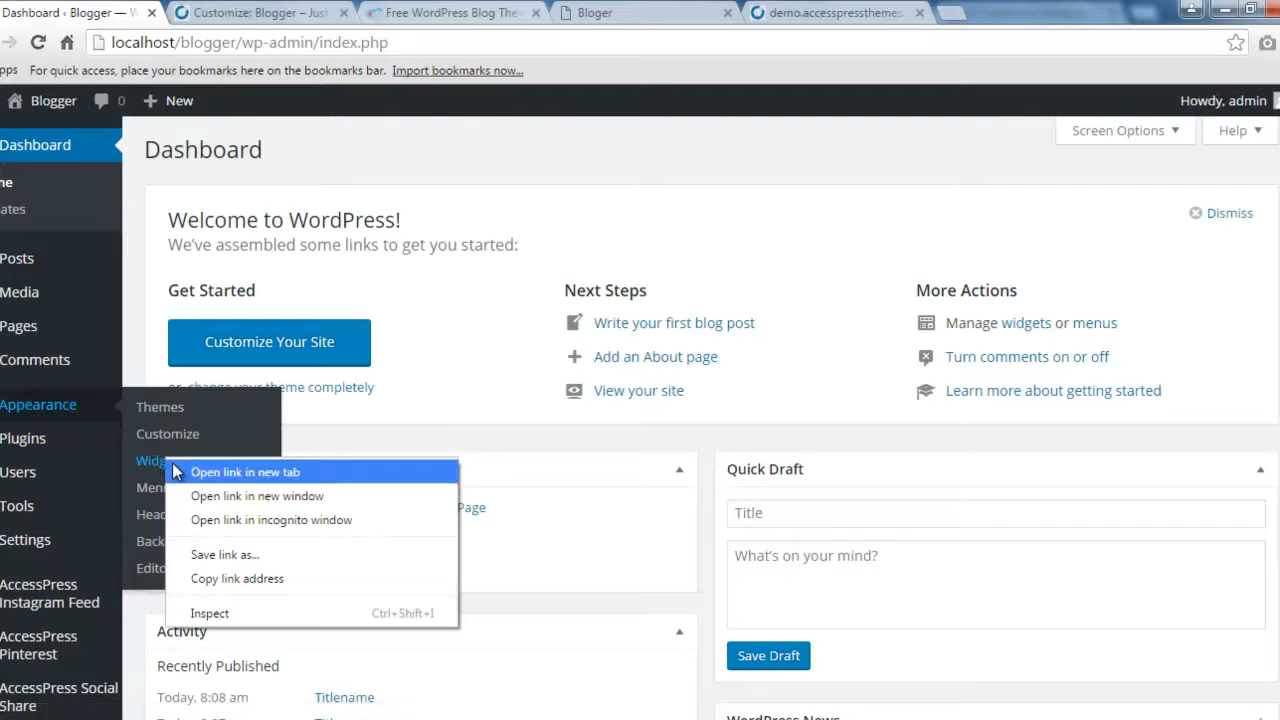 Dashboard ‹ Blogger — W
Customize: Blogger – Just
Free WordPress Blog The
Bloger
demo.accesspressthemes.
localhost/blogger/wp-admin/index.php
pps
For quick access, place your bookmarks here on the bookmarks bar. Import bookmarks now...
Blogger
0
New
Howdy, admin
Dashboard
Dashboard
Screen Options
Help
me
ates
Welcome to WordPress!
Dismiss
We've assembled some links to get you started:
Posts
Media
Pages
Comments
Appearance
Plugins
Users
Tools
Settings
AccessPress
Instagram Feed
AccessPress
Pinterest
AccessPress Social
Share
Get Started
Customize Your Site
or, change your theme completely
Next Steps
Write your first blog post
Add an About page
View your site
More Actions
Manage widgets or menus
Turn comments on or off
Learn more about getting started
Themes
Customize
Widg
Menu
Head
Back
Edito
Open link in new tab
Open link in new window
Open link in incognito window
Save link as...
Copy link address
Inspect Ctrl+Shift+I
Page
Activity
Recently Published
Today, 8:08 am Titlename
Quick Draft
Title
What's on your mind?
Save Draft
WordPress News